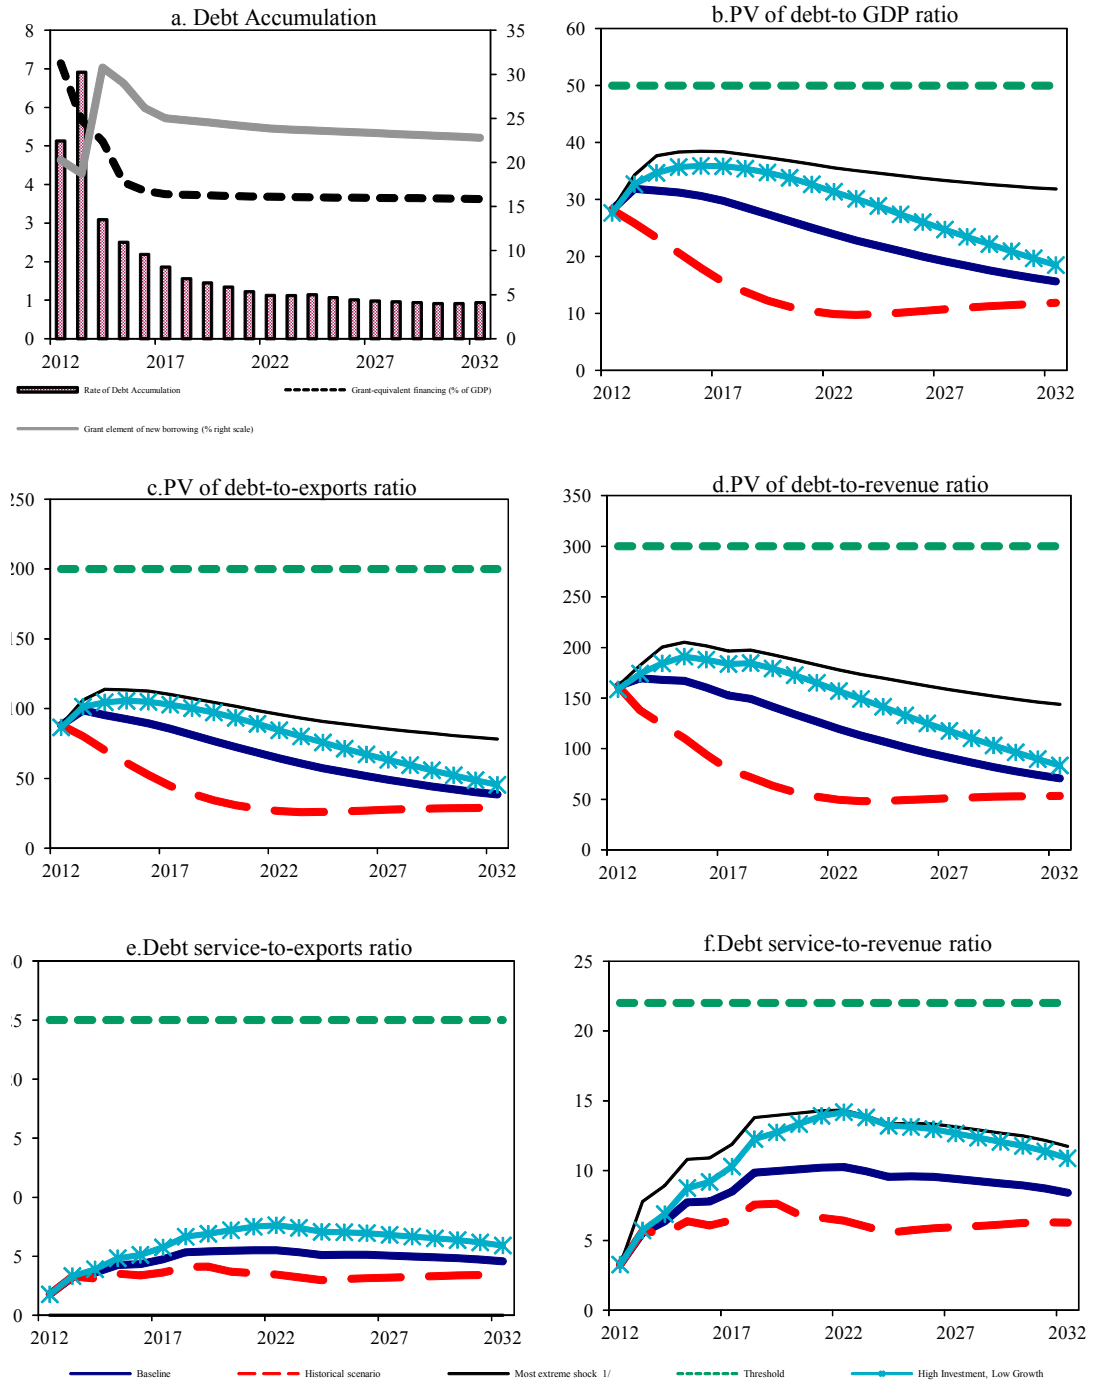 a. Debt Accumulation
8
7
6
5
4
3
2
1
0
35
30
25
20
15
10
5
0
2012 2017 2022 2027 2032
Rate of Debt Accumulation
Grant-equivalent financing (% of GDP)
Grant element of new borrowing (% right scale)
b.PV of debt-to GDP ratio
60
50
40
30
20
10
0
2012 2017 2022 2027 2032
c.PV of debt-to-exports ratio
250
200
150
100
50
0
2012 2017 2022 2027 2032
d.PV of debt-to-revenue ratio
350
300
250
200
150
100
50
0
2012 2017 2022 2027 2032
e.Debt service-to-exports ratio
0
5
0
5
0
5
0
2012 2017 2022 2027 2032
f.Debt service-to-revenue ratio
25
20
15
10
5
0
2012 2017 2022 2027 2032
Baseline
Historical scenario
Most extreme shock 1/
Threshold
High Investment, Low Growth